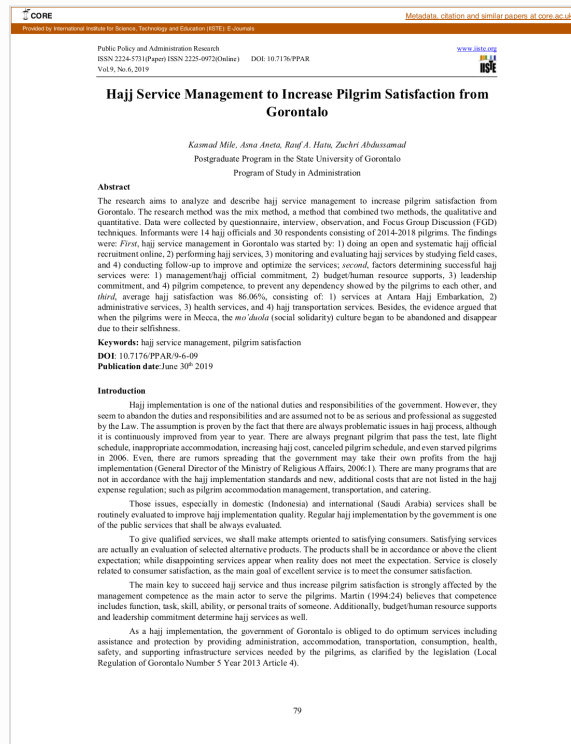 CORE
Metadata, citation and similar papers at core.ac.uk
Provided by International Institute for Science, Technology and Education (IISTE): E-Journals
Public Policy and Administration Research
www.iiste.org
ISSN 2224-5731(Paper) ISSN 2225-0972(Online) DOI: 10.7176/PPAR
Vol.9, No.6, 2019
IISTE
Hajj Service Management to Increase Pilgrim Satisfaction from
Gorontalo
Kasmad Mile, Asna Aneta, Rauf A. Hatu, Zuchri Abdussamad
Postgraduate Program in the State University of Gorontalo
Program of Study in Administration
Abstract
The research aims to analyze and describe hajj service management to increase pilgrim satisfaction from
Gorontalo. The research method was the mix method, a method that combined two methods, the qualitative and
quantitative. Data were collected by questionnaire, interview, observation, and Focus Group Discussion (FGD)
techniques. Informants were 14 hajj officials and 30 respondents consisting of 2014-2018 pilgrims. The findings
were: First, hajj service management in Gorontalo was started by: 1) doing an open and systematic hajj official
recruitment online, 2) performing hajj services, 3) monitoring and evaluating hajj services by studying field cases,
and 4) conducting follow-up to improve and optimize the services; second, factors determining successful hajj
services were: 1) management/hajj official commitment, 2) budget/human resource supports, 3) leadership
commitment, and 4) pilgrim competence, to prevent any dependency showed by the pilgrims to each other, and
third, average hajj satisfaction was 86.06%, consisting of: 1) services at Antara Hajj Embarkation, 2)
administrative services, 3) health services, and 4) hajj transportation services. Besides, the evidence argued that
when the pilgrims were in Mecca, the mo'duola (social solidarity) culture began to be abandoned and disappear
due to their selfishness.
Keywords: hajj service management, pilgrim satisfaction
DOI: 10.7176/PPAR/9-6-09
Publication date:June 30th 2019
Introduction
Hajj implementation is one of the national duties and responsibilities of the government. However, they
seem to abandon the duties and responsibilities and are assumed not to be as serious and professional as suggested
by the Law. The assumption is proven by the fact that there are always problematic issues in hajj process, although
it is continuously improved from year to year. There are always pregnant pilgrim that pass the test, late flight
schedule, inappropriate accommodation, increasing hajj cost, canceled pilgrim schedule, and even starved pilgrims
in 2006. Even, there are rumors spreading that the government may take their own profits from the hajj
implementation (General Director of the Ministry of Religious Affairs, 2006:1). There are many programs that are
not in accordance with the hajj implementation standards and new, additional costs that are not listed in the hajj
expense regulation; such as pilgrim accommodation management, transportation, and catering.
Those issues, especially in domestic (Indonesia) and international (Saudi Arabia) services shall be
routinely evaluated to improve hajj implementation quality. Regular hajj implementation by the government is one
of the public services that shall be always evaluated.
To give qualified services, we shall make attempts oriented to satisfying consumers. Satisfying services
are actually an evaluation of selected alternative products. The products shall be in accordance or above the client
expectation; while disappointing services appear when reality does not meet the expectation. Service is closely
related to consumer satisfaction, as the main goal of excellent service is to meet the consumer satisfaction.
The main key to succeed hajj service and thus increase pilgrim satisfaction is strongly affected by the
management competence as the main actor to serve the pilgrims. Martin (1994:24) believes that competence
includes function, task, skill, ability, or personal traits of someone. Additionally, budget/human resource supports
and leadership commitment determine hajj services as well.
As a hajj implementation, the government of Gorontalo is obliged to do optimum services including
assistance and protection by providing administration, accommodation, transportation, consumption, health,
safety, and supporting infrastructure services needed by the pilgrims, as clarified by the legislation (Local
Regulation of Gorontalo Number 5 Year 2013 Article 4).
79